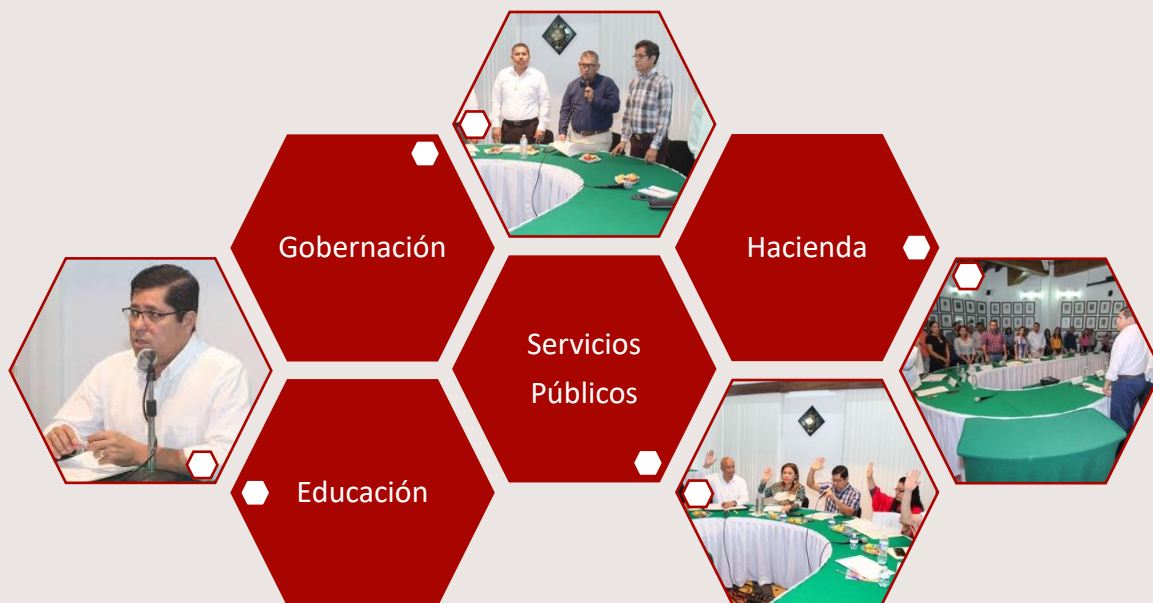 Gobernación
Hacienda
Servicios
Públicos
Educación